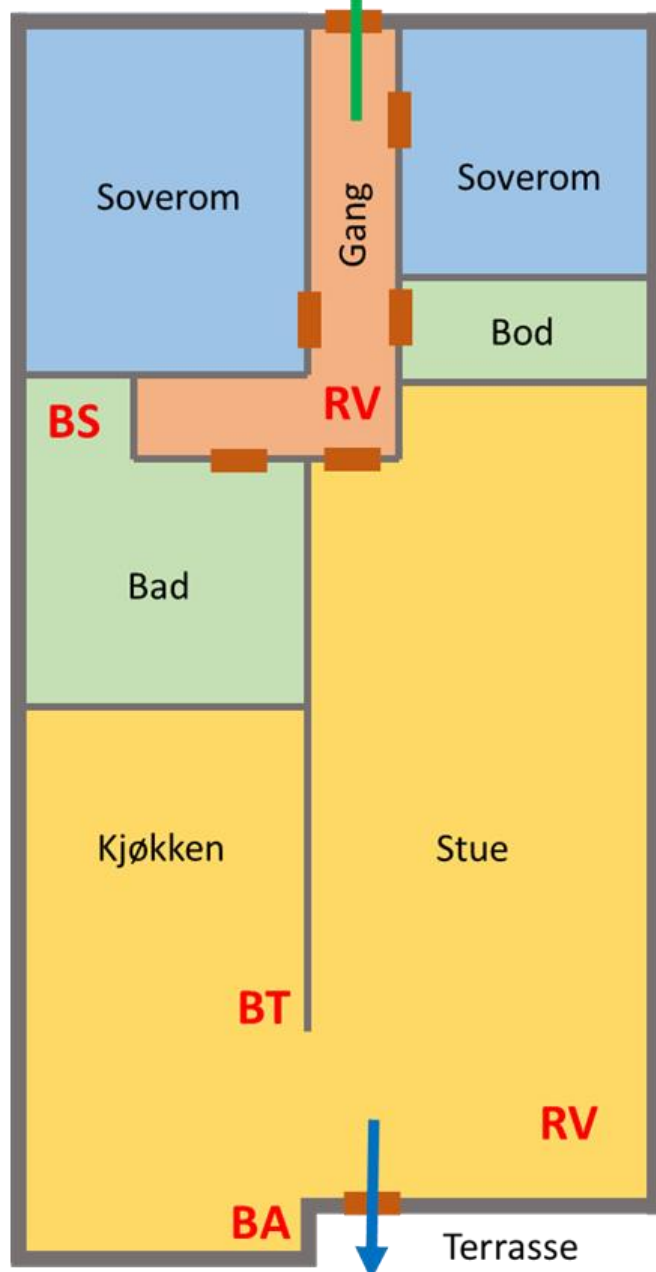 Soverom
Gang
Soverom
Bod
BS
RV
Bad
Kjøkken
Stue
BT
RV
BA
Terrasse